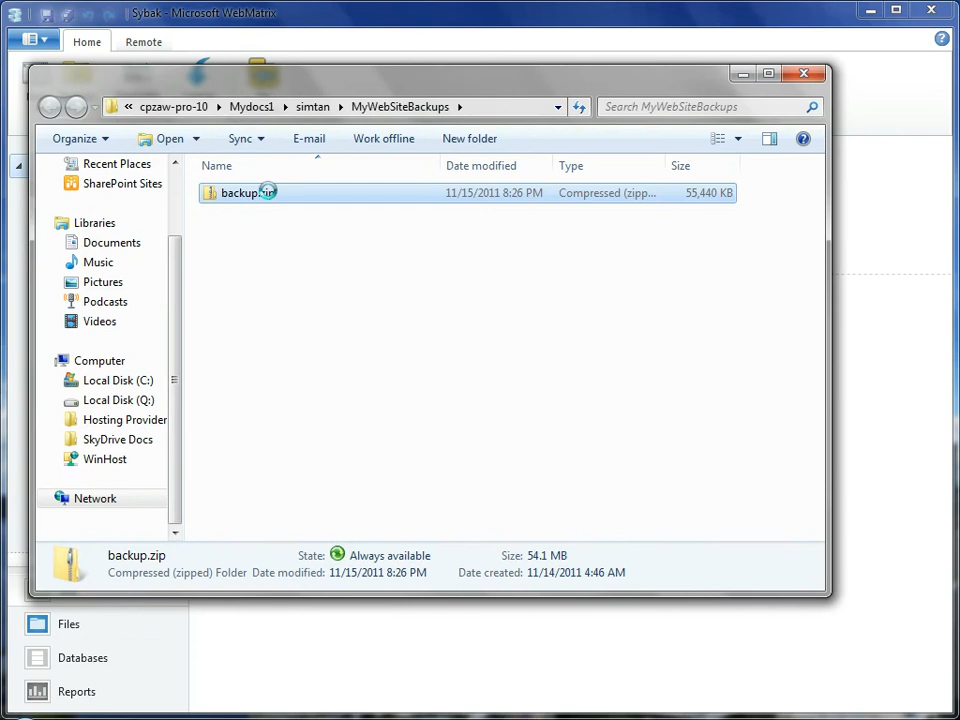 Sybak - Microsoft WebMatrix
Home
Remote
« cpzaw-pro-10 Mydocs1 simtan MyWebSiteBackups
Search MyWebSiteBackups
Organize Open Sync E-mail Work offline New folder
Name Date modified Type Size
backup.zip 11/15/2011 8:26 PM Compressed (zipp... 55,440 KB
Recent Places
SharePoint Sites
Libraries
Documents
Music
Pictures
Podcasts
Videos
Computer
Local Disk (C:)
Local Disk (Q:)
Hosting Provider
SkyDrive Docs
WinHost
Network
backup.zip State: Always available Size: 54.1 MB
Compressed (zipped) Folder Date modified: 11/15/2011 8:26 PM Date created: 11/14/2011 4:46 AM
Files
Databases
Reports